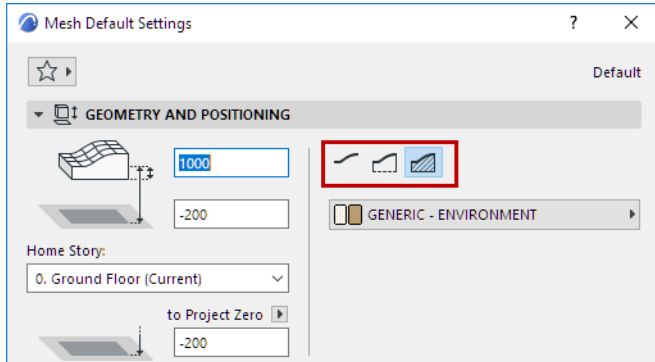 Mesh Default Settings
?
Default
GEOMETRY AND POSITIONING
1000
-200
GENERIC - ENVIRONMENT
Home Story:
0. Ground Floor (Current)
to Project Zero
-200